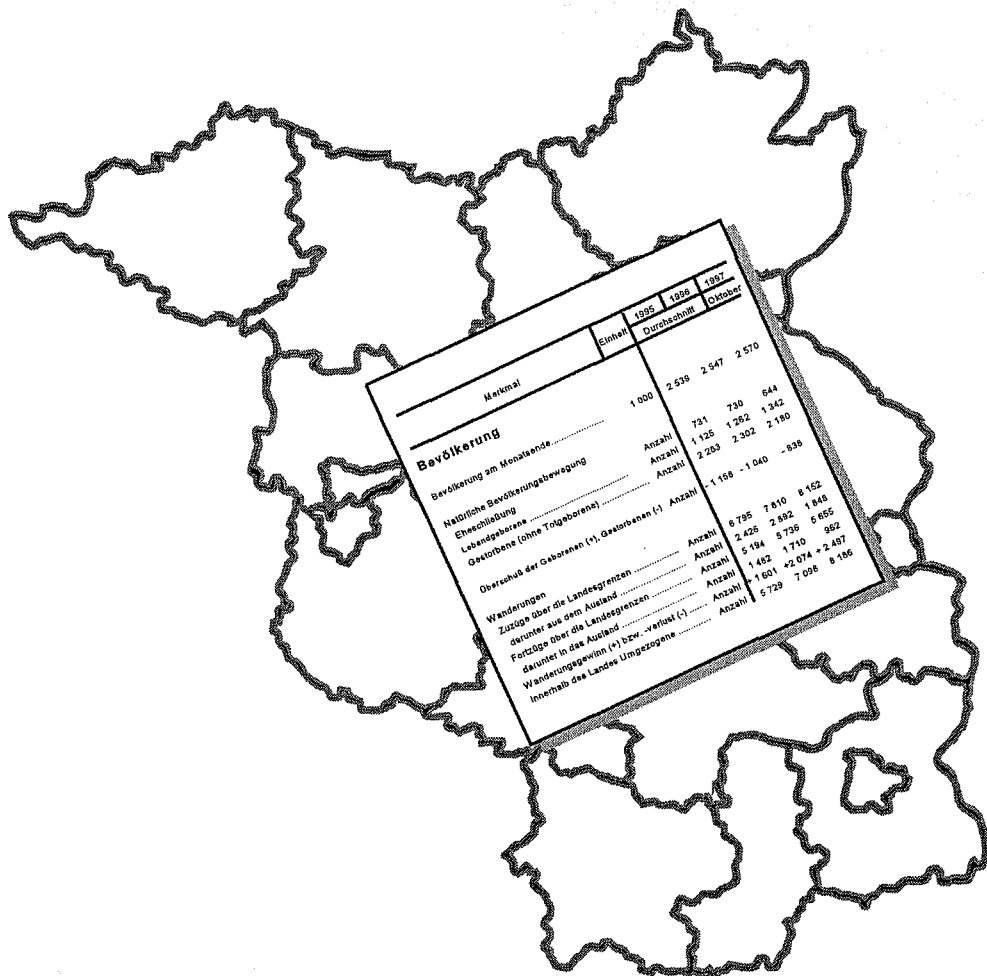 Merkmal Einheit 1995 1996 1997
Durchschnitt Oktober
Bevölkerung
Bevölkerung am Monatsende 1 000 2 539 2 547 2 570
Natürliche Bevölkerungsbewegung
Eheschließung Anzahl 731 730 644
Lebendgeborene Anzahl 1 125 1 262 1 342
Gestorbene (ohne Totgeborene) Anzahl 2 283 2 302 2 180
Überschuß der Geborenen (+), Gestorbenen (-) Anzahl - 1 158 - 1 040 - 838
Wanderungen
Zuzüge über die Landesgrenzen Anzahl 6 795 7 810 8 152
darunter aus dem Ausland Anzahl 2 426 2 892 1 848
Fortzüge über die Landesgrenzen Anzahl 5 194 5 736 5 655
darunter in das Ausland Anzahl 1 482 1 710 962
Wanderungsgewinn (+) bzw. -verlust (-) Anzahl + 1 601 +2 074 + 2 497
Innerhalb des Landes Umgezogene Anzahl 5 729 7 098 8 186